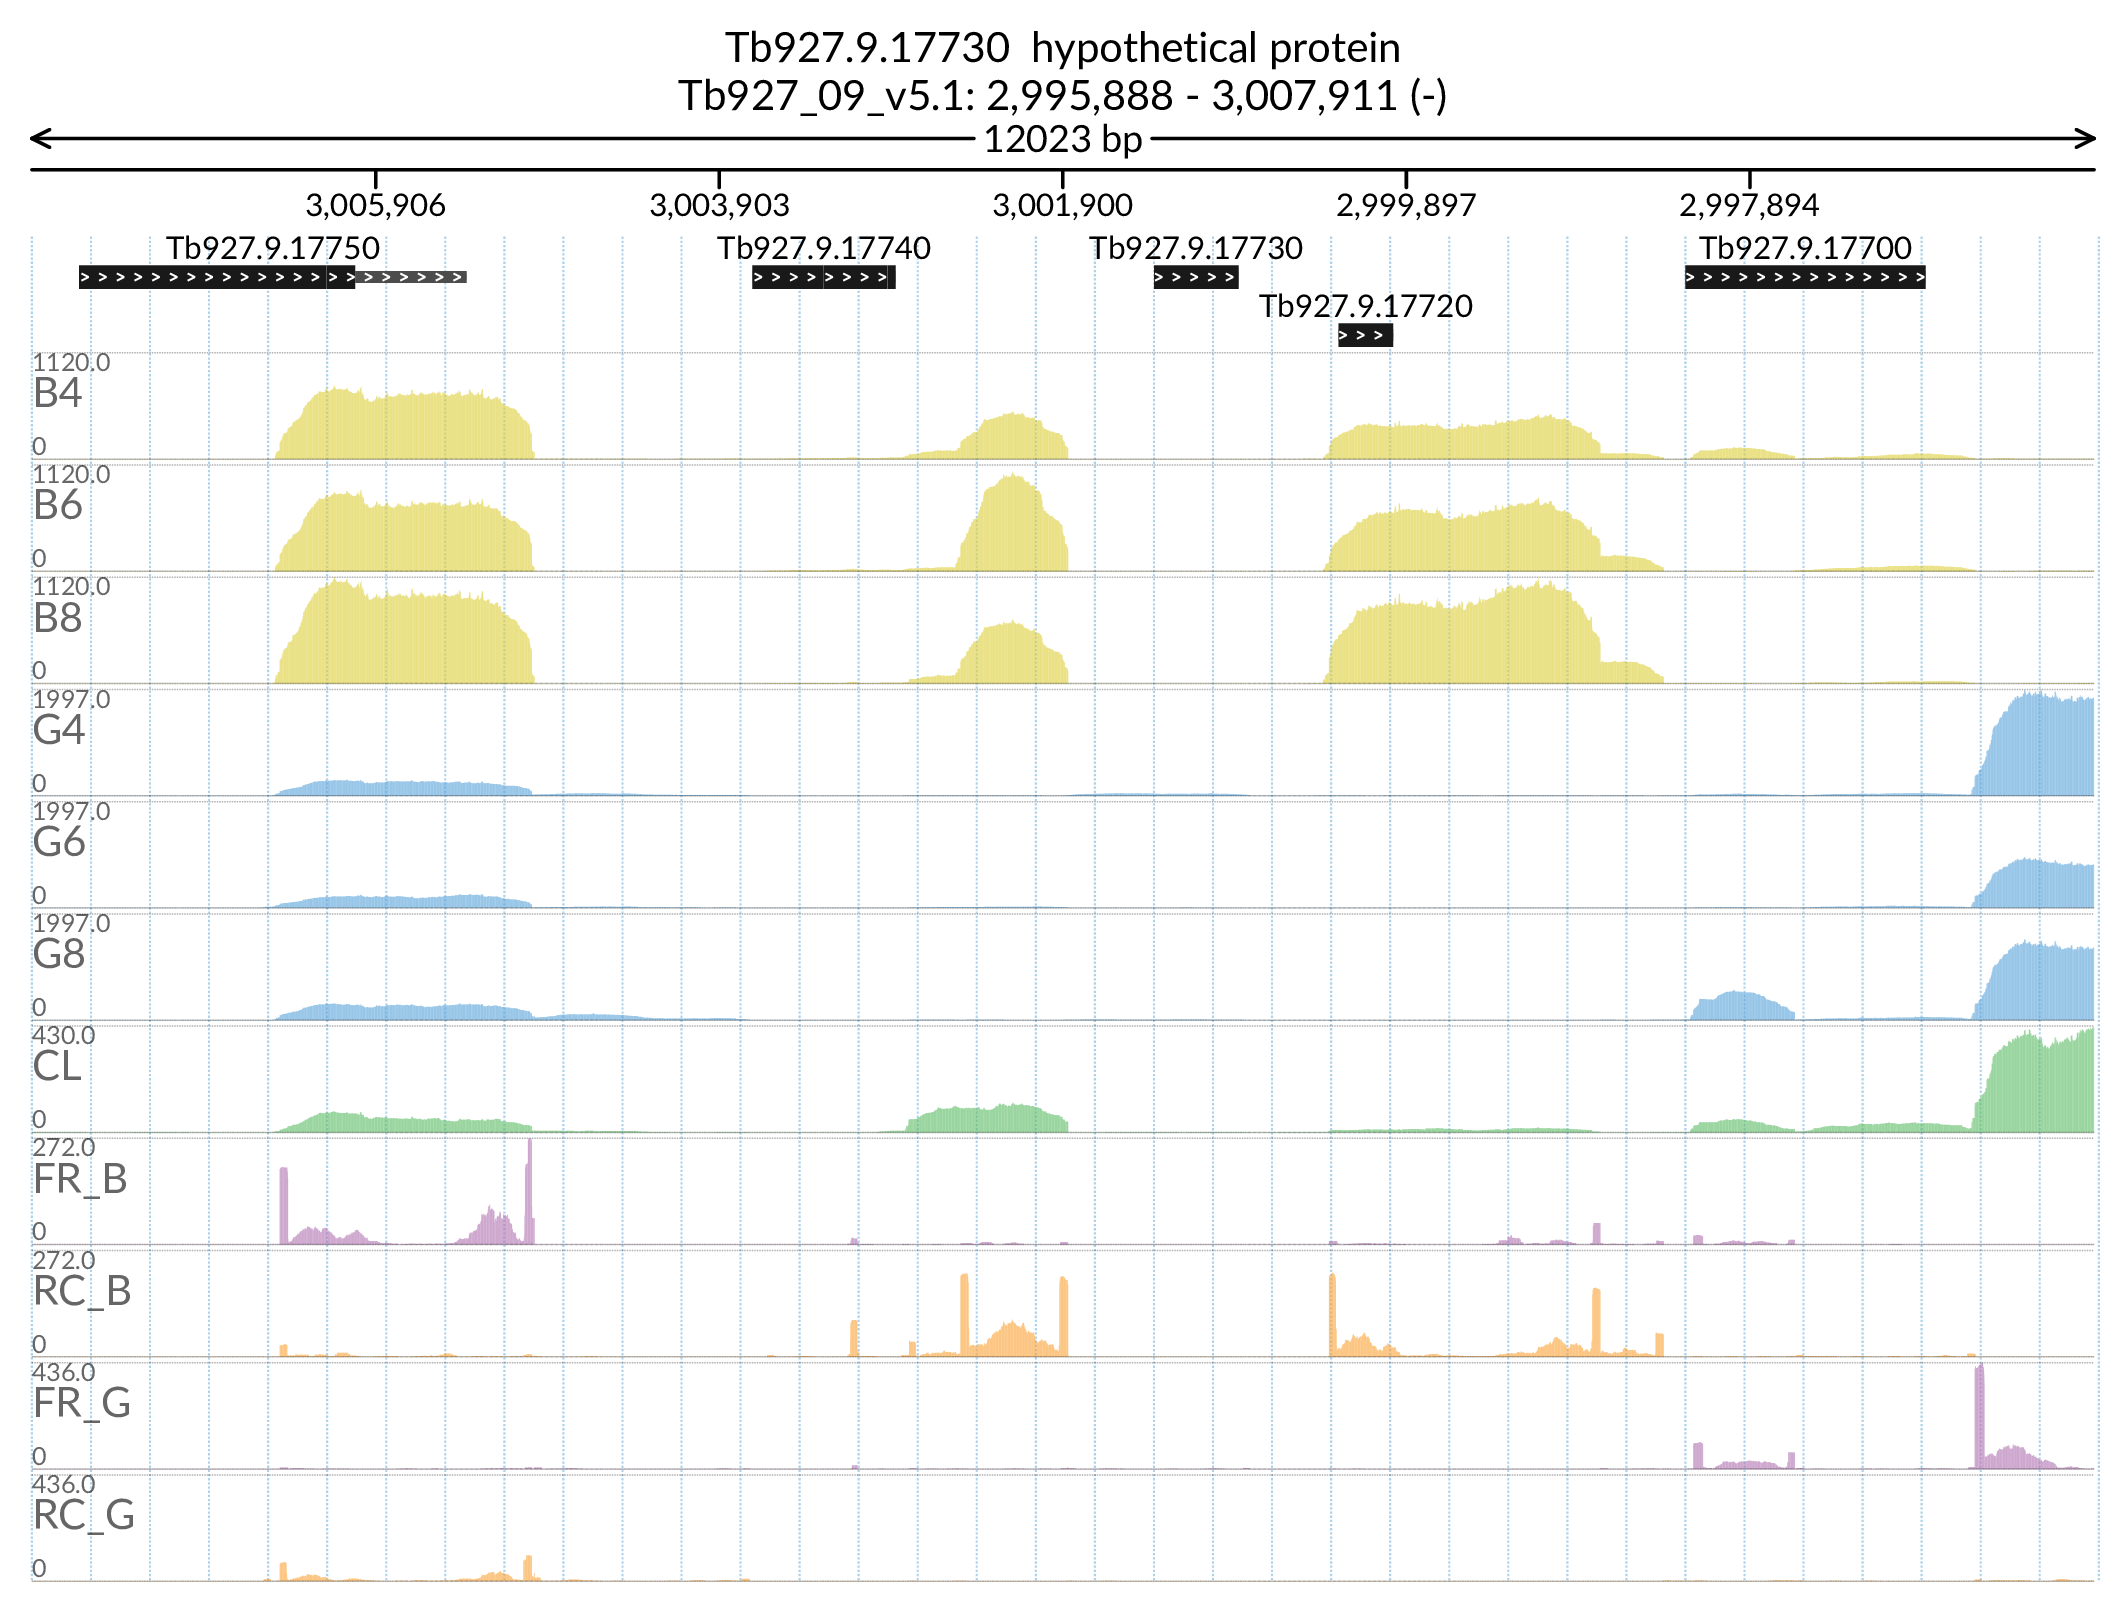 Tb927.9.17730 hypothetical protein
Tb927_09_v5.1: 2,995,888 - 3,007,911 (-)
12023 bp
3,005,906 3,003,903 3,001,900 2,999,897 2,997,894
Tb927.9.17750 Tb927.9.17740 Tb927.9.17730 Tb927.9.17700
Tb927.9.17720
1120.0
B4
0
1120.0
B6
0
1120.0
B8
0
1997.0
G4
0
1997.0
G6
0
1997.0
G8
0
430.0
CL
0
272.0
FR_B
0
272.0
RC_B
0
436.0
FR_G
0
436.0
RC_G
0